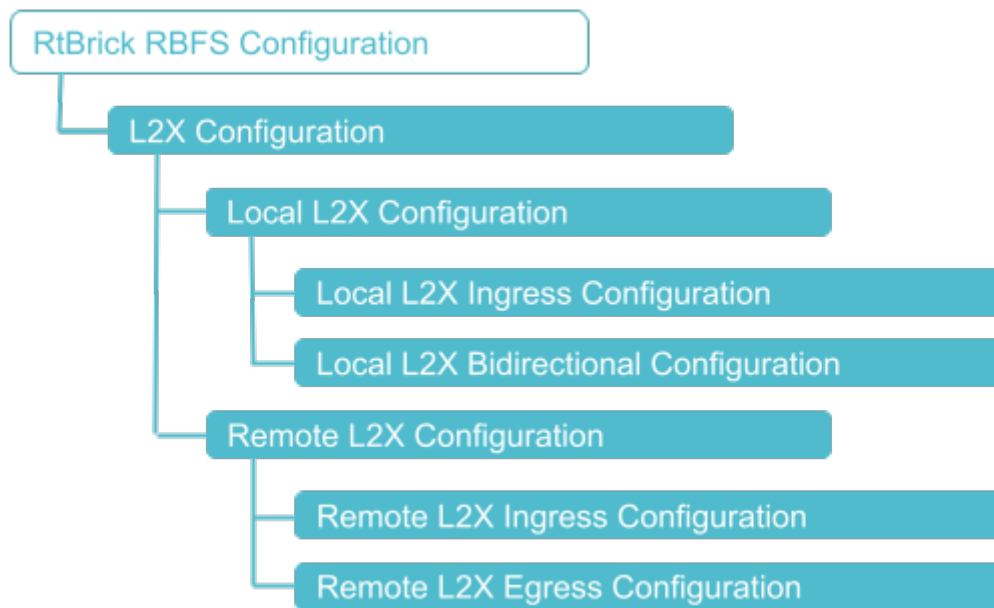 RtBrick RBFS Configuration
L2X Configuration
Local L2X Configuration
Local L2X Ingress Configuration
Local L2X Bidirectional Configuration
Remote L2X Configuration
Remote L2X Ingress Configuration
Remote L2X Egress Configuration